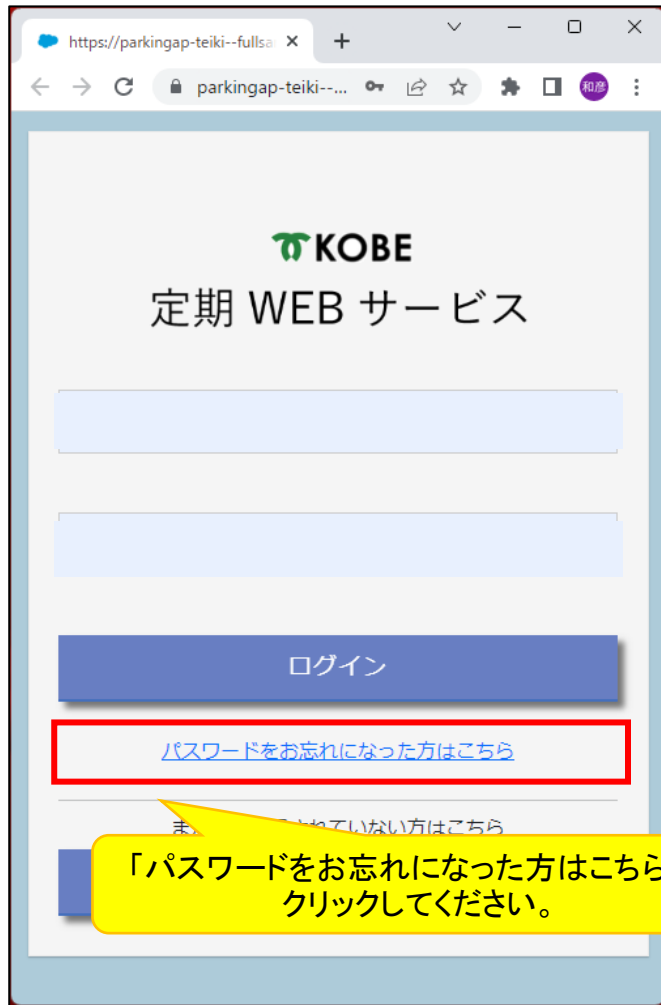 https://parkingap-teiki--fullsa
parkingap-teiki--...
和彦
KOBE
定期 WEB サービス
ログイン
パスワードをお忘れになった方はこちら
されていない方はこちら
「パスワードをお忘れになった方はこちら
クリックしてください。